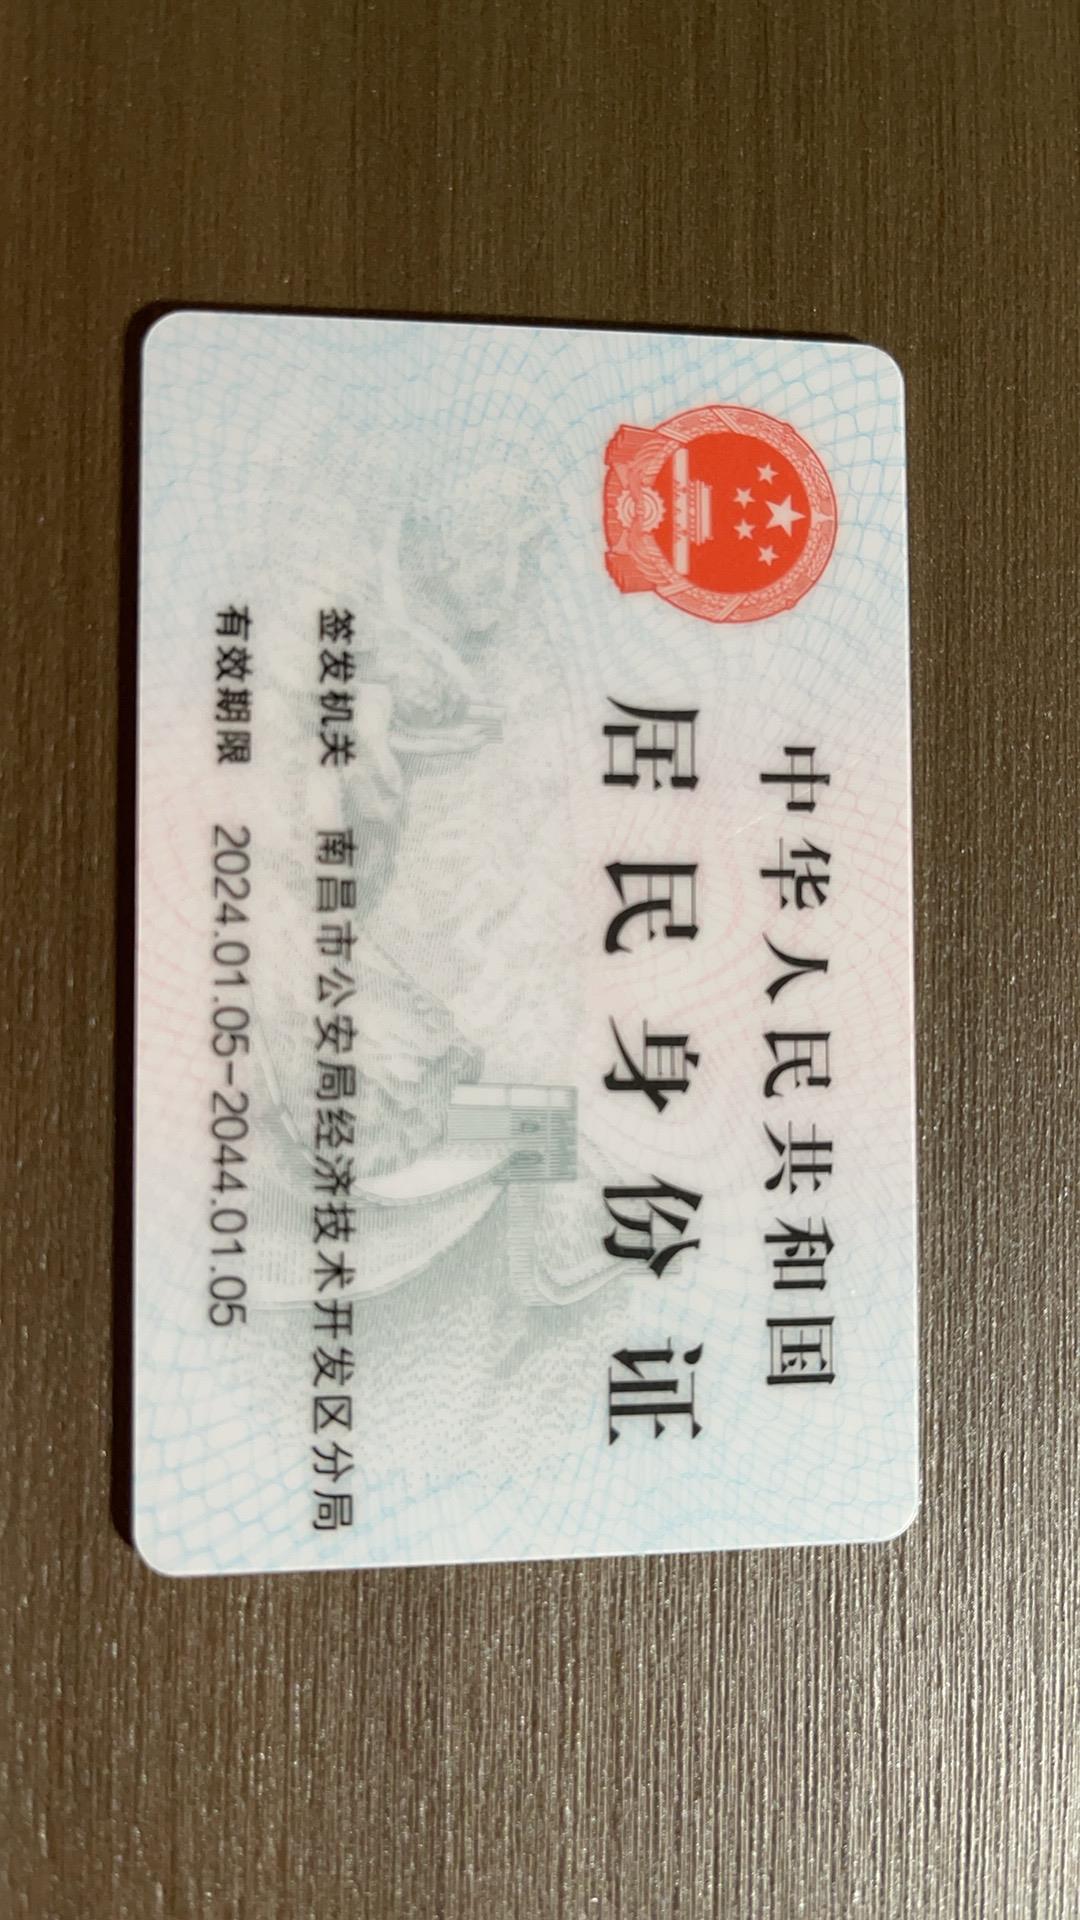 中华人民共和国
居民身份证
签发机关 南昌市公安局经济技术开发区分局
有效期限 2024.01.05-2044.01.05